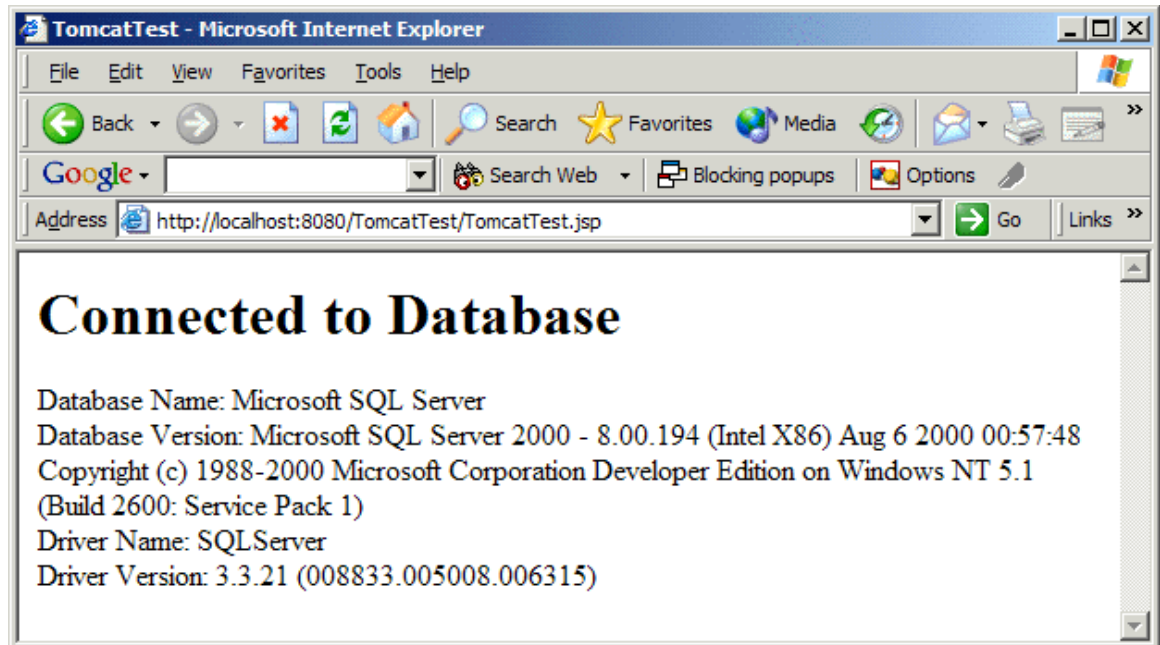 TomcatTest - Microsoft Internet Explorer
File Edit View Favorites Tools Help
Back Search Favorites Media »
Google Search Web Blocking popups Options
Address http://localhost:8080/TomcatTest/TomcatTest.jsp Go Links »
Connected to Database
Database Name: Microsoft SQL Server
Database Version: Microsoft SQL Server 2000 - 8.00.194 (Intel X86) Aug 6 2000 00:57:48
Copyright (c) 1988-2000 Microsoft Corporation Developer Edition on Windows NT 5.1
(Build 2600: Service Pack 1)
Driver Name: SQLServer
Driver Version: 3.3.21 (008833.005008.006315)